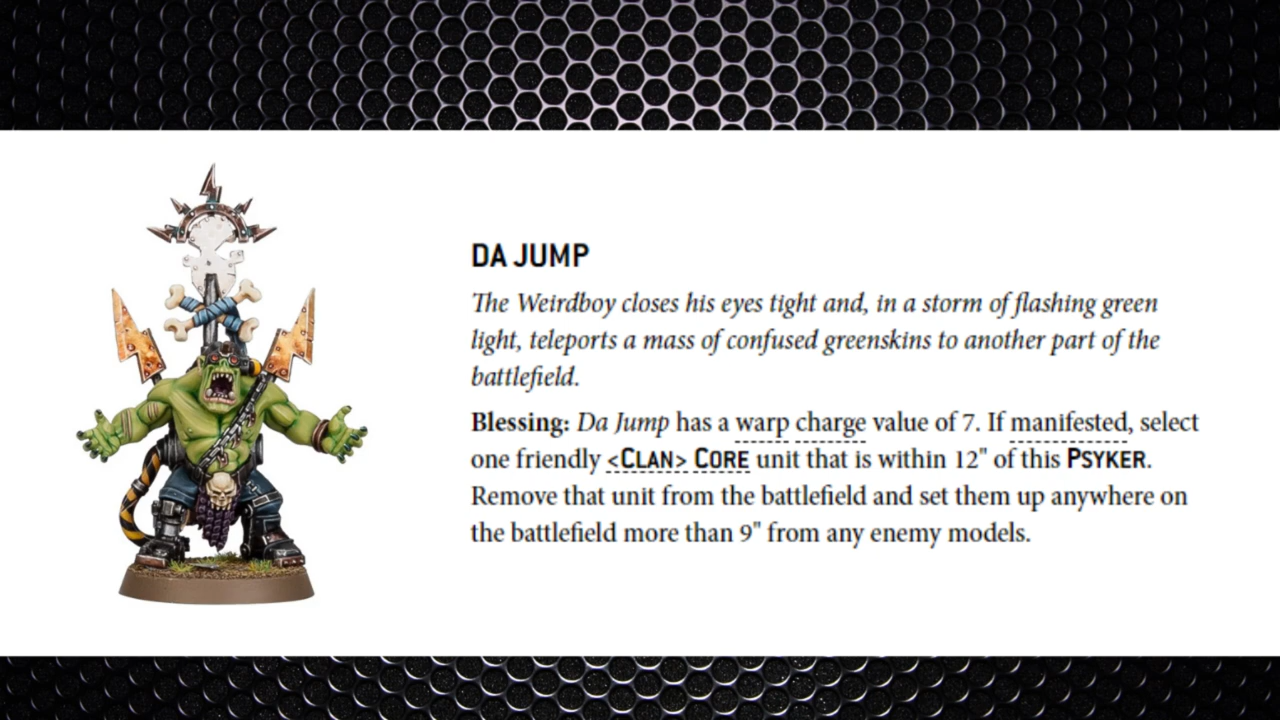 DA JUMP
The Weirdboy closes his eyes tight and, in a storm of flashing green
light, teleports a mass of confused greenskins to another part of the
battlefield.
Blessing: Da Jump has a warp charge value of 7. If manifested, select
one friendly <CLAN> CORE unit that is within 12" of this PSYKER.
Remove that unit from the battlefield and set them up anywhere on
the battlefield more than 9" from any enemy models.